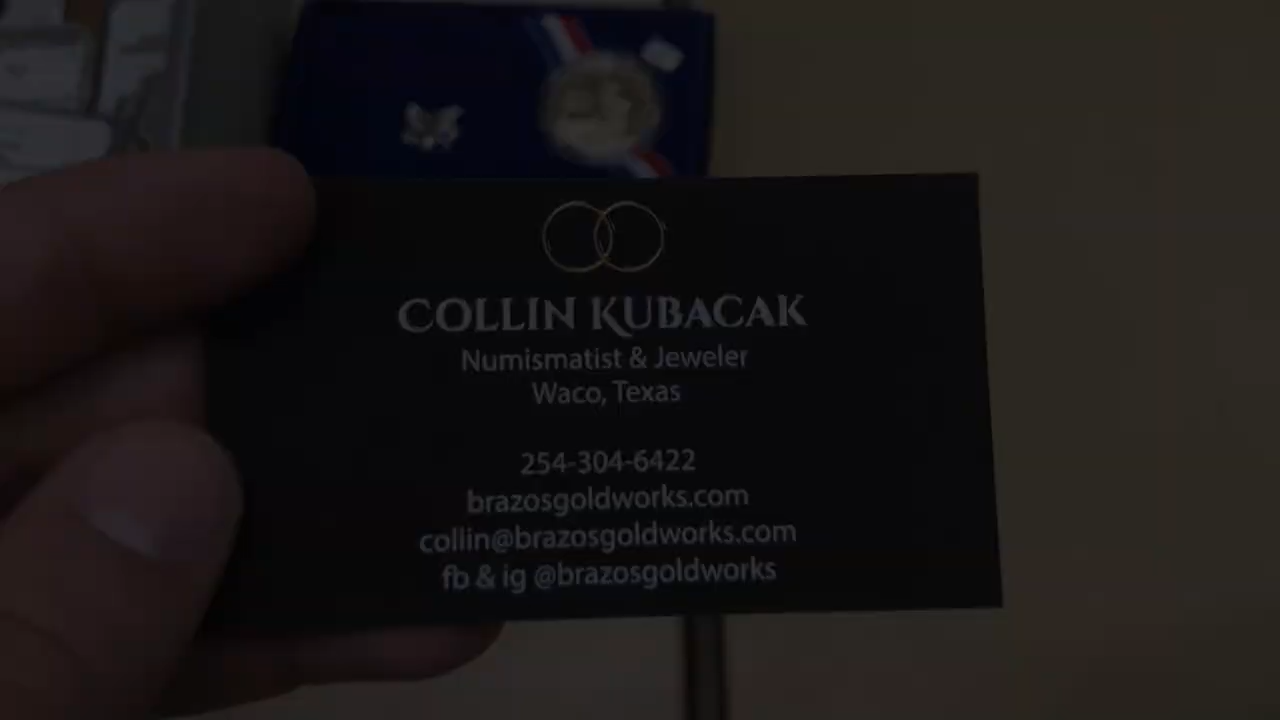 COLLIN KUBACAK
Numismatist & Jeweler
Waco, Texas
254-304-6422
brazosgoldworks.com
collin@brazosgoldworks.com
fb & ig @brazosgoldworks